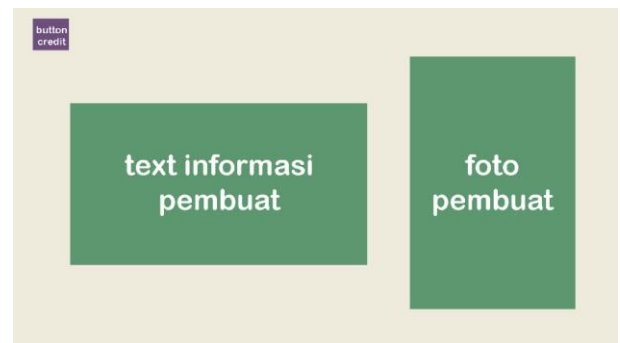 button
credit
text informasi
pembuat
foto
pembuat